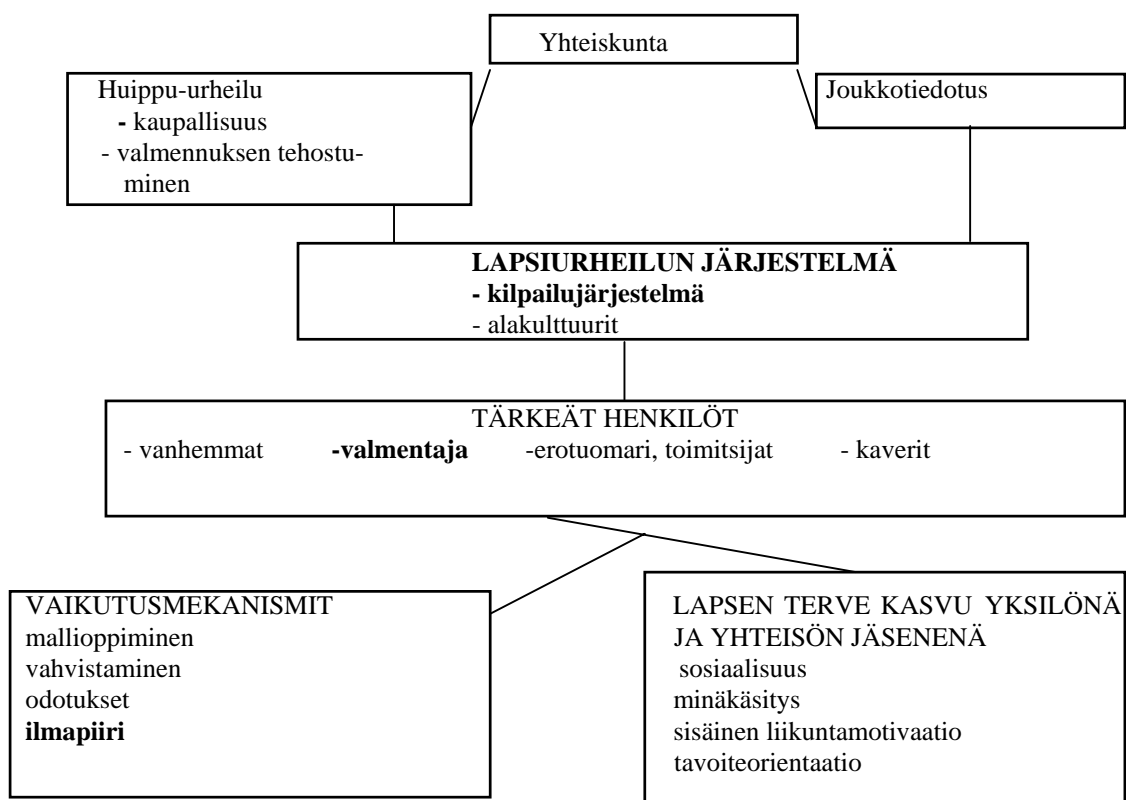 Yhteiskunta
Huippu-urheilu
- kaupallisuus
- valmennuksen tehostu-
minen
Joukkotiedotus
LAPSIURHEILUN JÄRJESTELMÄ
- kilpailujärjestelmä
- alakulttuurit
TÄRKEÄT HENKILÖT
- vanhemmat -valmentaja -erotuomari, toimitsijat - kaverit
VAIKUTUSMEKANISMIT
mallioppiminen
vahvistaminen
odotukset
ilmapiiri
LAPSEN TERVE KASVU YKSILÖNÄ
JA YHTEISÖN JÄSENENÄ
sosiaalisuus
minäkäsitys
sisäinen liikuntamotivaatio
tavoiteorientaatio